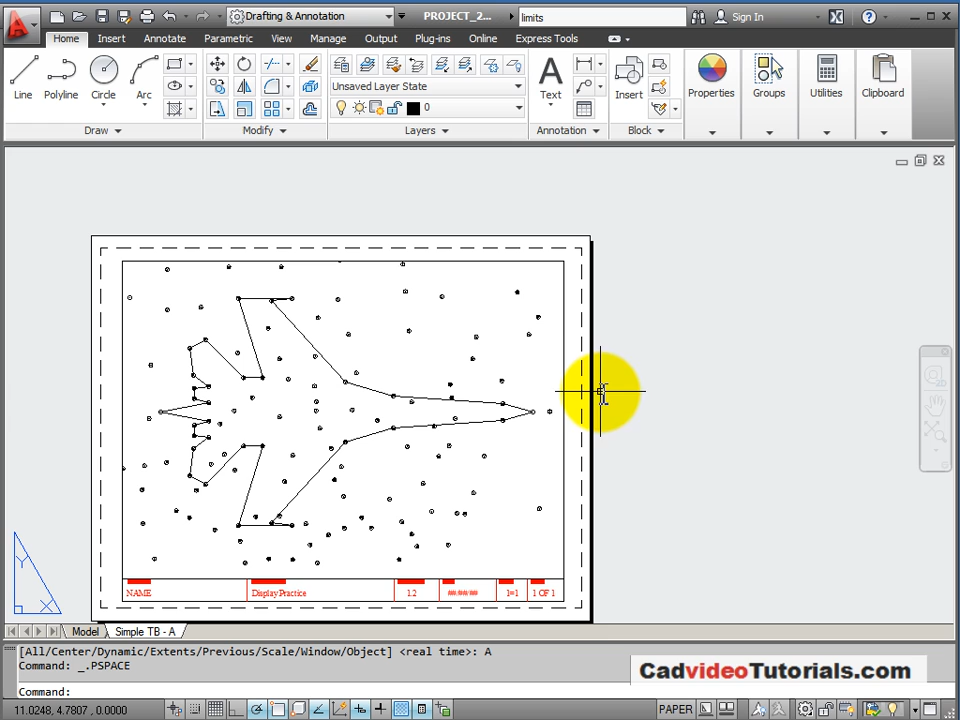 Drafting & Annotation
PROJECT_2...
limits
Sign In
Home
Insert
Annotate
Parametric
View
Manage
Output
Plug-ins
Online
Express Tools
Line
Polyline
Circle
Arc
Draw
Modify
Unsaved Layer State
0
Layers
Text
Annotation
Insert
Block
Properties
Groups
Utilities
Clipboard
NAME
Display Practice
1.2
##/##/##
1=1
1 OF 1
Y
X
Model
Simple TB - A
[All/Center/Dynamic/Extents/Previous/Scale/Window/Object] <real time>: A
Command: _.PSPACE
Command:
CadvideoTutorials.com
11.0248, 4.7807 , 0.0000
PAPER